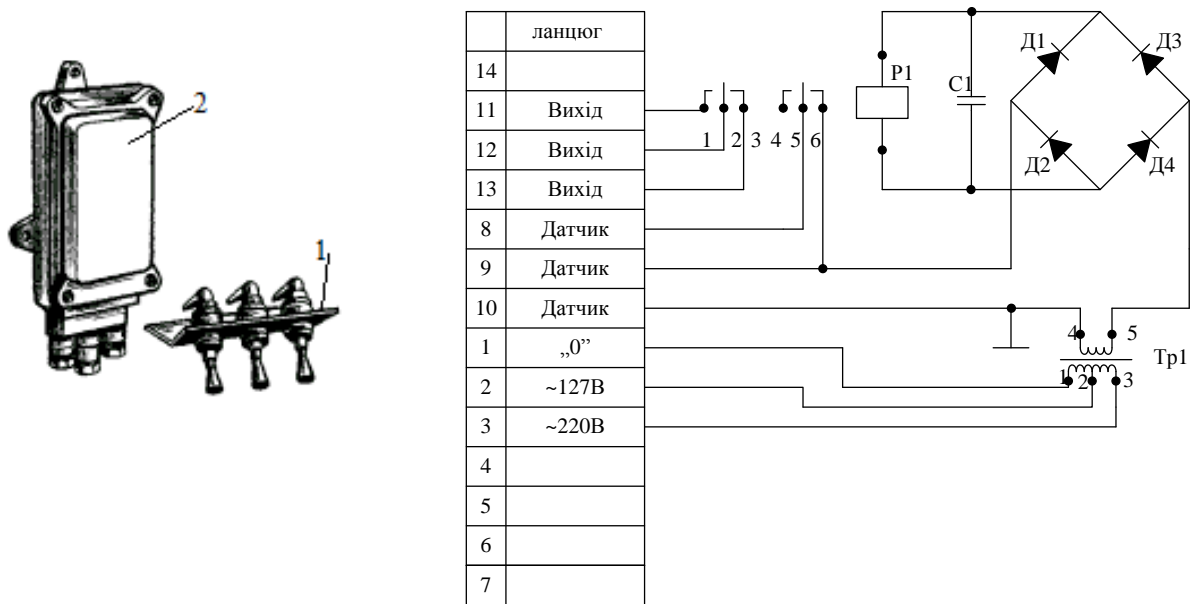 2
1
ланцюг
14
11 Вихід
12 Вихід
13 Вихід
8 Датчик
9 Датчик
10 Датчик
1 „0”
2 ~127В
3 ~220В
4
5
6
7
1 2 3 4 5 6
Р1
С1
Д1
Д3
Д2
Д4
4 5
Тр1
1 2 3